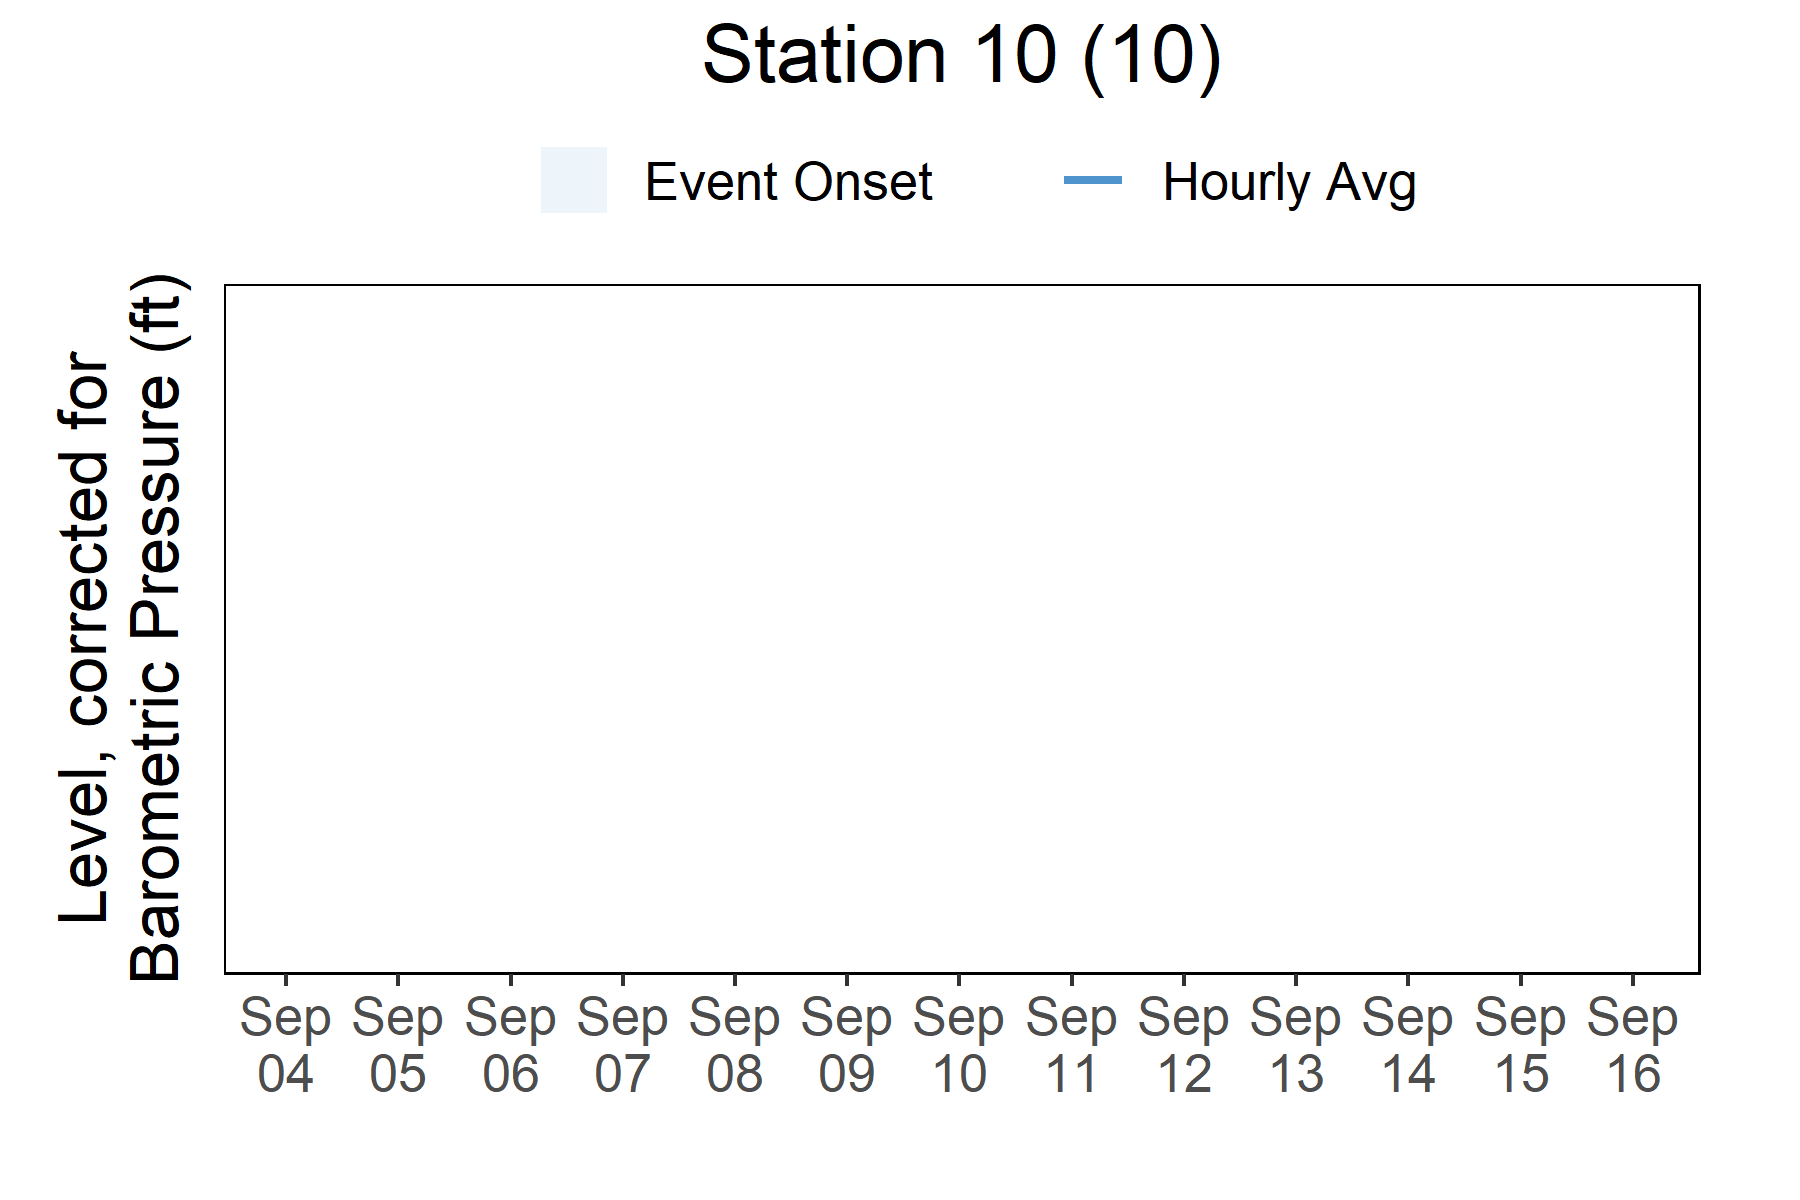 Station 10 (10)
Event Onset
Hourly Avg
Level, corrected for
Barometric Pressure (ft)
Sep Sep Sep Sep Sep Sep Sep Sep Sep Sep Sep Sep Sep
04 05 06 07 08 09 10 11 12 13 14 15 16